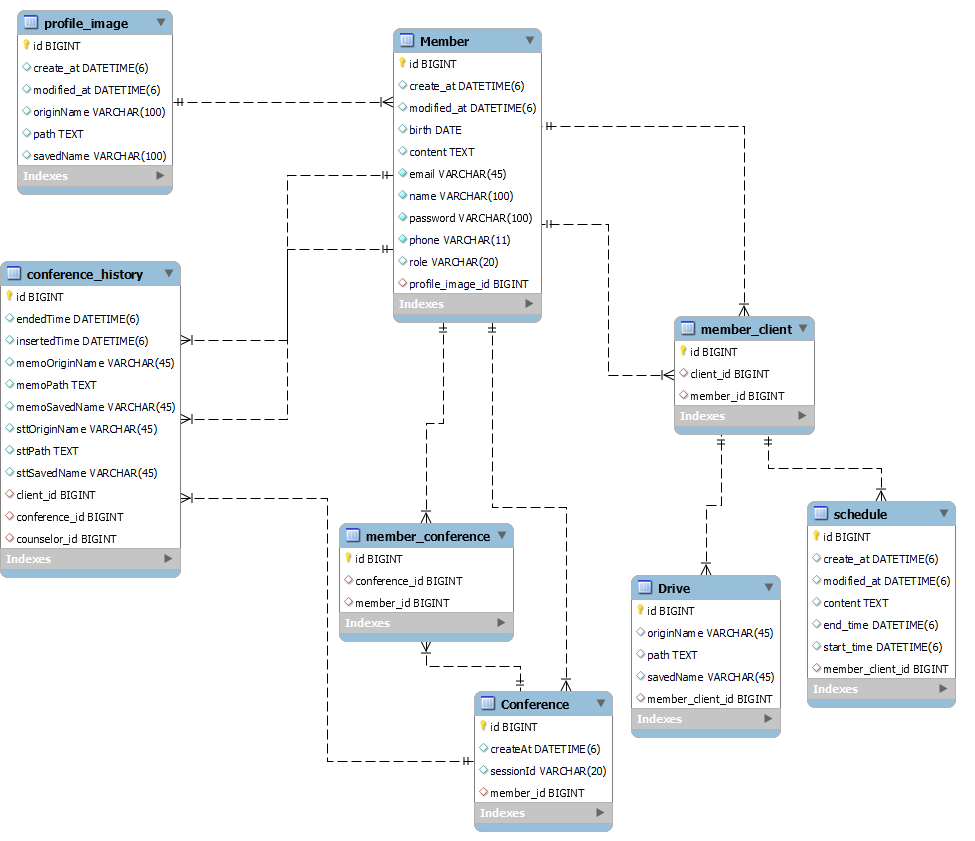 profile_image
id BIGINT
create_at DATETIME(6)
modified_at DATETIME(6)
originName VARCHAR(100)
path TEXT
savedName VARCHAR(100)
Indexes
Member
id BIGINT
create_at DATETIME(6)
modified_at DATETIME(6)
birth DATE
content TEXT
email VARCHAR(45)
name VARCHAR(100)
password VARCHAR(100)
phone VARCHAR(11)
role VARCHAR(20)
profile_image_id BIGINT
Indexes
conference_history
id BIGINT
endedTime DATETIME(6)
insertedTime DATETIME(6)
memoOriginName VARCHAR(45)
memoPath TEXT
memoSavedName VARCHAR(45)
sttOriginName VARCHAR(45)
sttPath TEXT
sttSavedName VARCHAR(45)
client_id BIGINT
conference_id BIGINT
counselor_id BIGINT
Indexes
member_client
id BIGINT
client_id BIGINT
member_id BIGINT
Indexes
member_conference
id BIGINT
conference_id BIGINT
member_id BIGINT
Indexes
schedule
id BIGINT
create_at DATETIME(6)
modified_at DATETIME(6)
content TEXT
end_time DATETIME(6)
start_time DATETIME(6)
member_client_id BIGINT
Indexes
Drive
id BIGINT
originName VARCHAR(45)
path TEXT
savedName VARCHAR(45)
member_client_id BIGINT
Indexes
Conference
id BIGINT
createAt DATETIME(6)
sessionId VARCHAR(20)
member_id BIGINT
Indexes